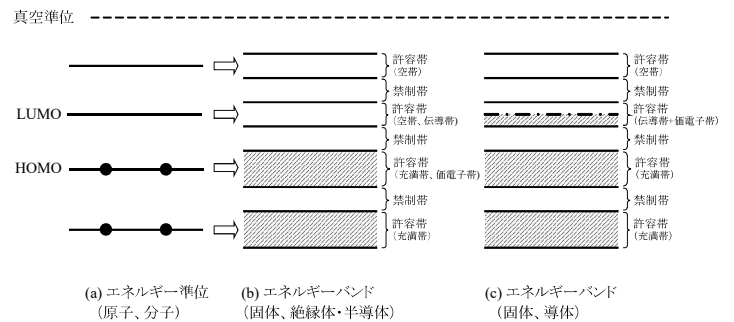 真空準位
許容帯
（空帯）
禁制帯
LUMO
許容帯
（空帯、伝導帯）
禁制帯
HOMO
許容帯
（充満帯、価電子帯）
禁制帯
許容帯
（充満帯）
許容帯
（空帯）
禁制帯
許容帯
（伝導帯+価電子帯）
禁制帯
許容帯
（充満帯）
禁制帯
許容帯
（充満帯）
(a) エネルギー準位
（原子、分子）
(b) エネルギーバンド
（固体、絶縁体・半導体）
(c) エネルギーバンド
（固体、導体）